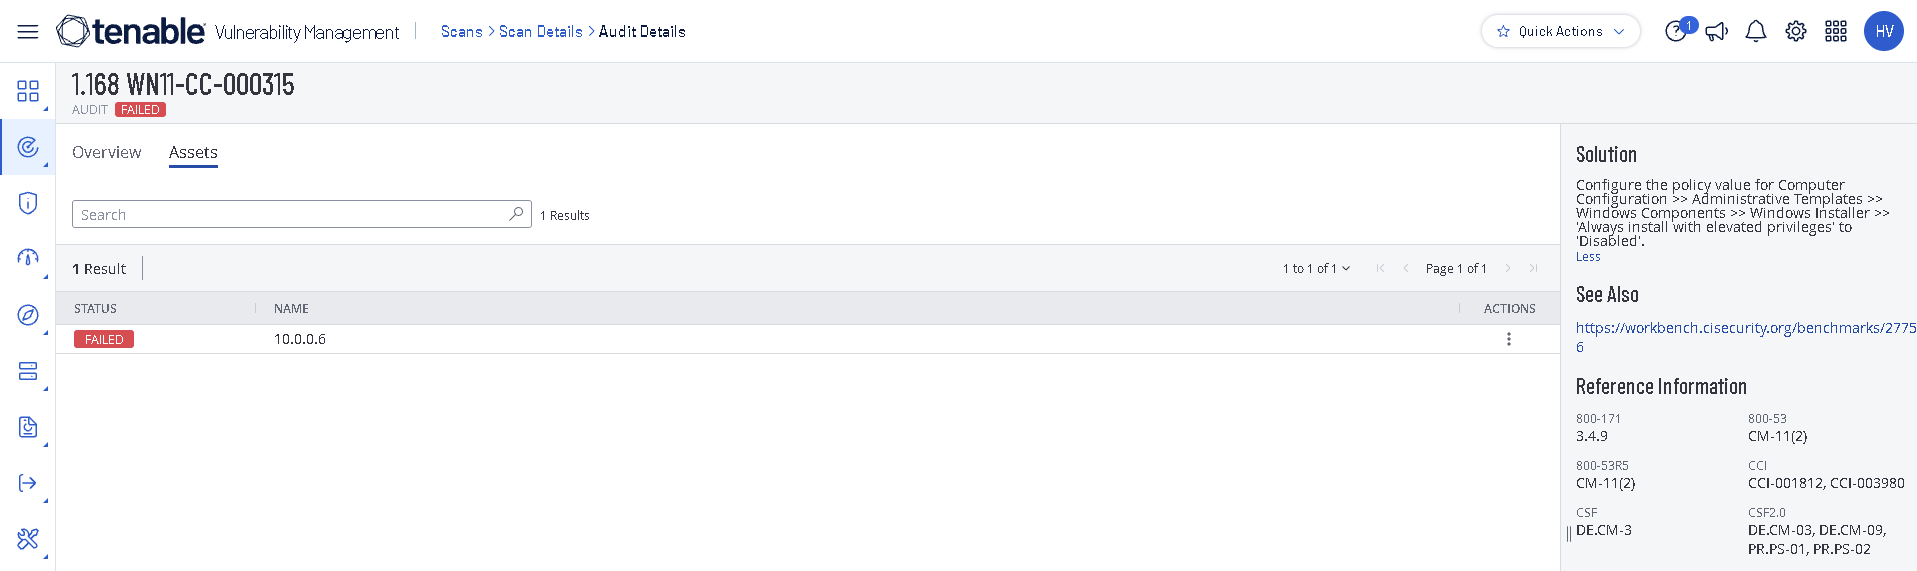 tenable Vulnerability Management Scans > Scan Details > Audit Details Quick Actions 1 HV
1.168 WN11-CC-000315
AUDIT FAILED
Overview Assets
Search 1 Results
1 Result 1 to 1 of 1 Page 1 of 1
STATUS NAME ACTIONS
FAILED 10.0.0.6
Solution
Configure the policy value for Computer
Configuration >> Administrative Templates >>
Windows Components >> Windows Installer >>
'Always install with elevated privileges' to
'Disabled'.
Less
See Also
https://workbench.cisecurity.org/benchmarks/2775
6
Reference Information
800-171 800-53
3.4.9 CM-11(2)
800-53R5 CCI
CM-11(2) CCI-001812, CCI-003980
CSF CSF2.0
DE.CM-3 DE.CM-03, DE.CM-09,
PR.PS-01, PR.PS-02